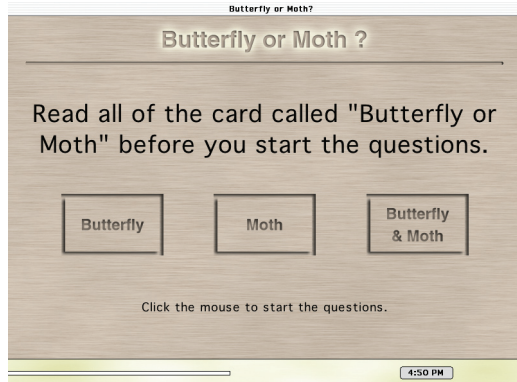 Butterfly or Moth?
Butterfly or Moth ?
Read all of the card called "Butterfly or
Moth" before you start the questions.
Butterfly
Moth
Butterfly
& Moth
Click the mouse to start the questions.
4:50 PM